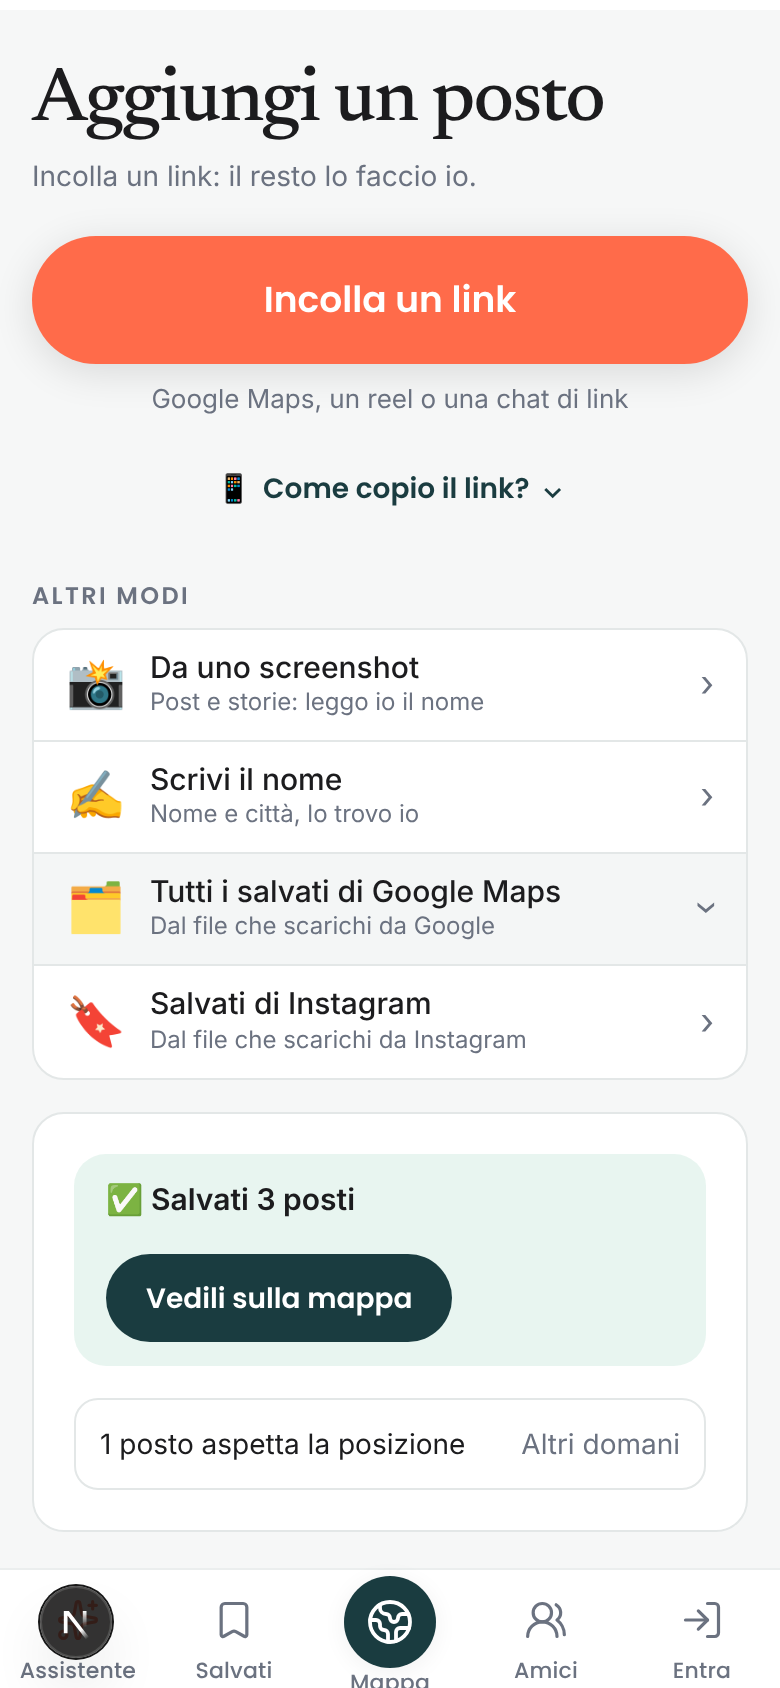 Aggiungi un posto
Incolla un link: il resto lo faccio io.
Incolla un link
Google Maps, un reel o una chat di link
Come copio il link?
ALTRI MODI
Da uno screenshot
Post e storie: leggo io il nome
Scrivi il nome
Nome e città, lo trovo io
Tutti i salvati di Google Maps
Dal file che scarichi da Google
Salvati di Instagram
Dal file che scarichi da Instagram
Salvati 3 posti
Vedili sulla mappa
1 posto aspetta la posizione Altri domani
N
Assistente Salvati Mappa Amici Entra